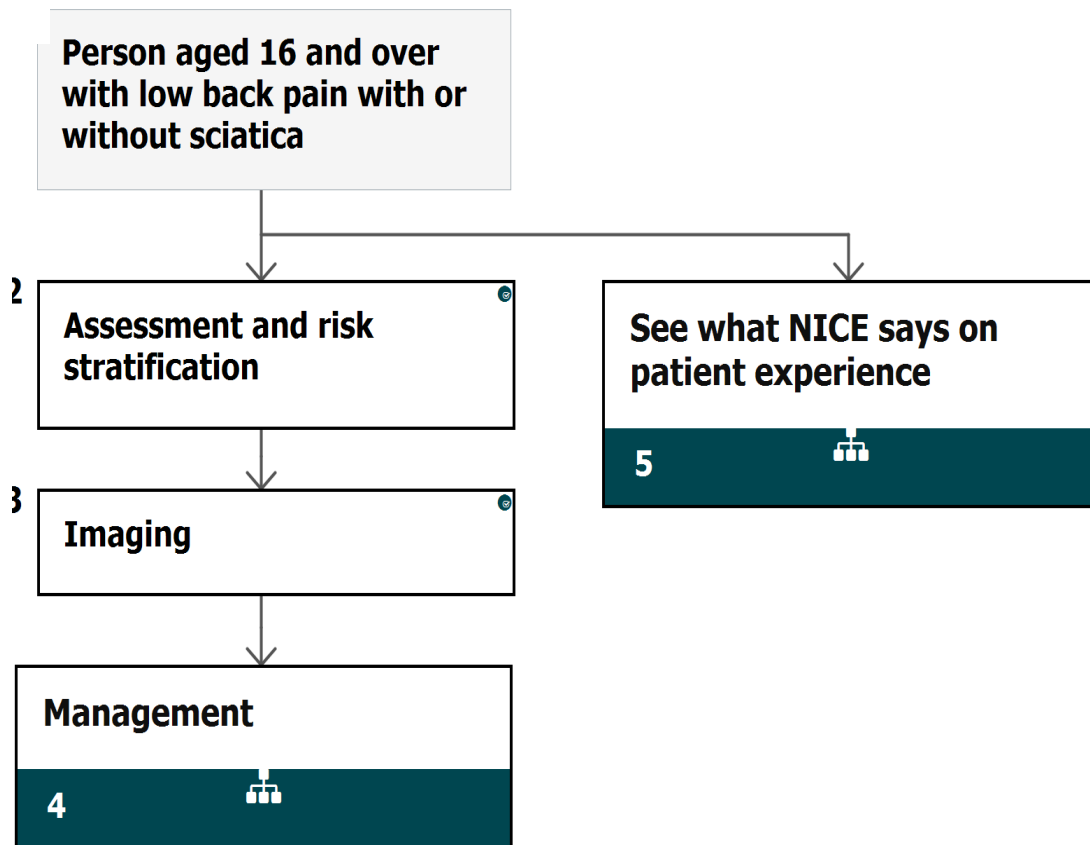 Person aged 16 and over
with low back pain with or
without sciatica
2
Assessment and risk
stratification
See what NICE says on
patient experience
5
3
Imaging
Management
4